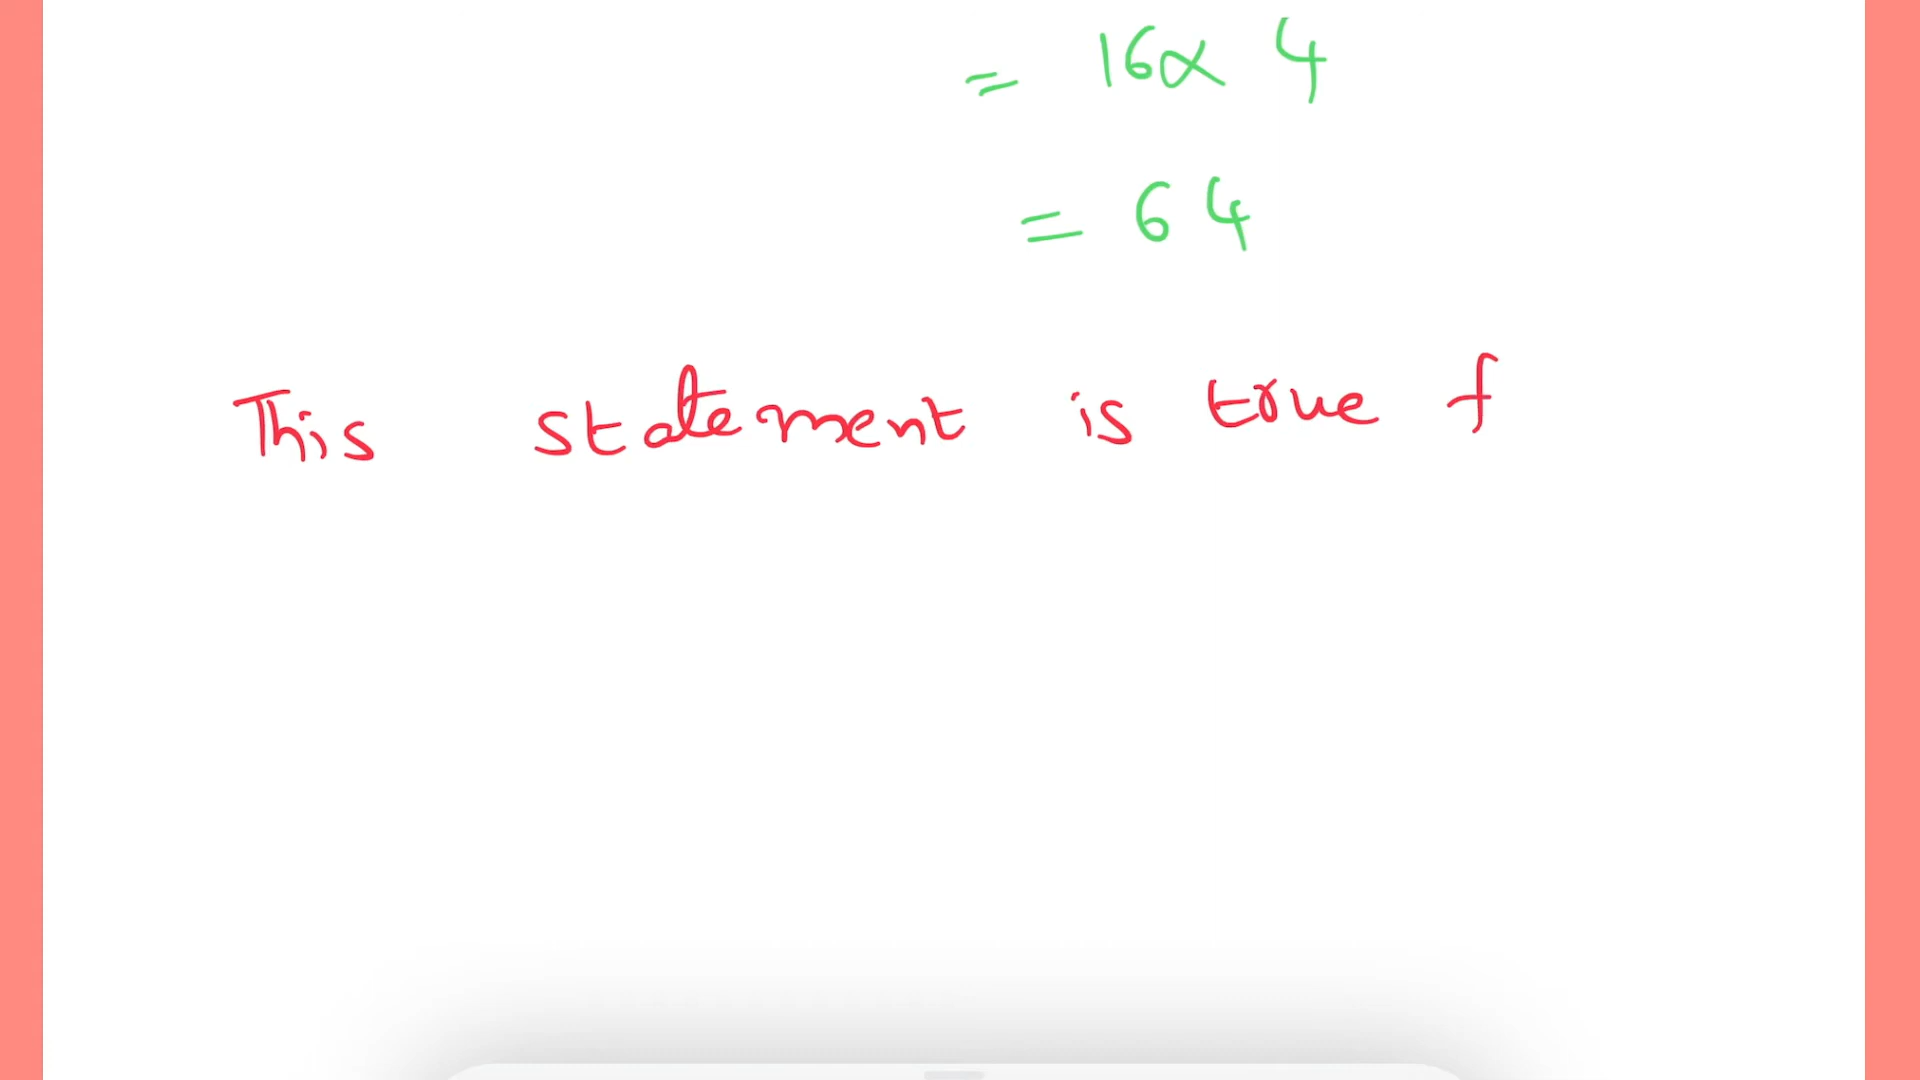 = 16x 4
= 64
This statement is true f